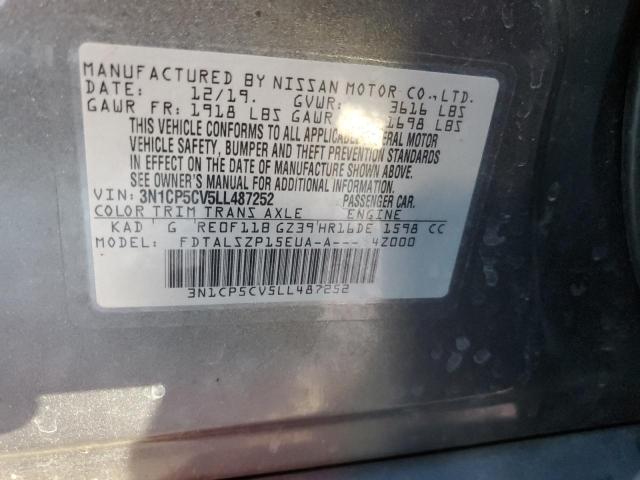 MANUFACTURED BY NISSAN MOTOR CO.,LTD.
DATE: 12/19. GVWR: 3616 LBS
GAWR FR: 1918 LBS GAWR 1698 LBS
THIS VEHICLE CONFORMS TO ALL APPLICABLE FEDERAL MOTOR
VEHICLE SAFETY, BUMPER AND THEFT PREVENTION STANDARDS
IN EFFECT ON THE DATE OF MANUFACTURE SHOWN ABOVE.
SEE OWNER'S MANUAL FOR ADDITIONAL INFORMATION.
VIN: 3N1CP5CV5LL487252 PASSENGER CAR.
COLOR TRIM TRANS AXLE ENGINE
KAD G RE0F11B GZ39 HR16DE 1598 CC
MODEL: FDTALSZP15EUA-A--- 4Z000
3N1CP5CV5LL487252